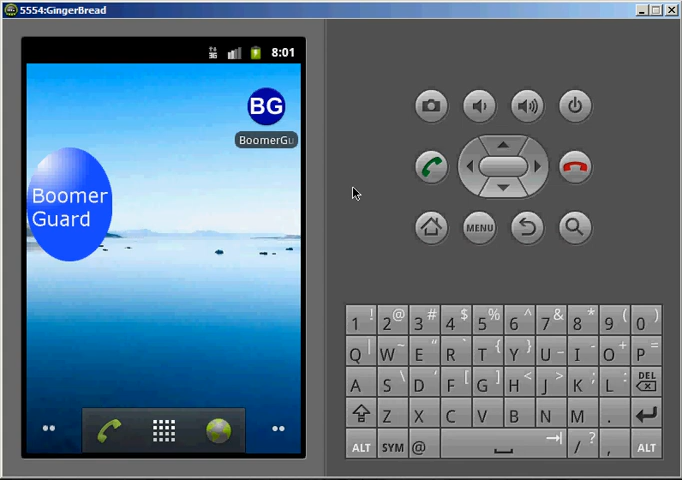 5554:GingerBread
3G
8:01
BG
BoomerGu
Boomer
Guard
MENU
1 ! 2 @ 3 # 4 $ 5 % 6 ^ 7 & 8 * 9 ( 0 )
Q | W ~ E " R ` T { Y } U _ I - O + P =
A S \ D ' F [ G ] H < J > K ; L : DEL
Z X C V B N M .
ALT SYM @ / ? , ALT